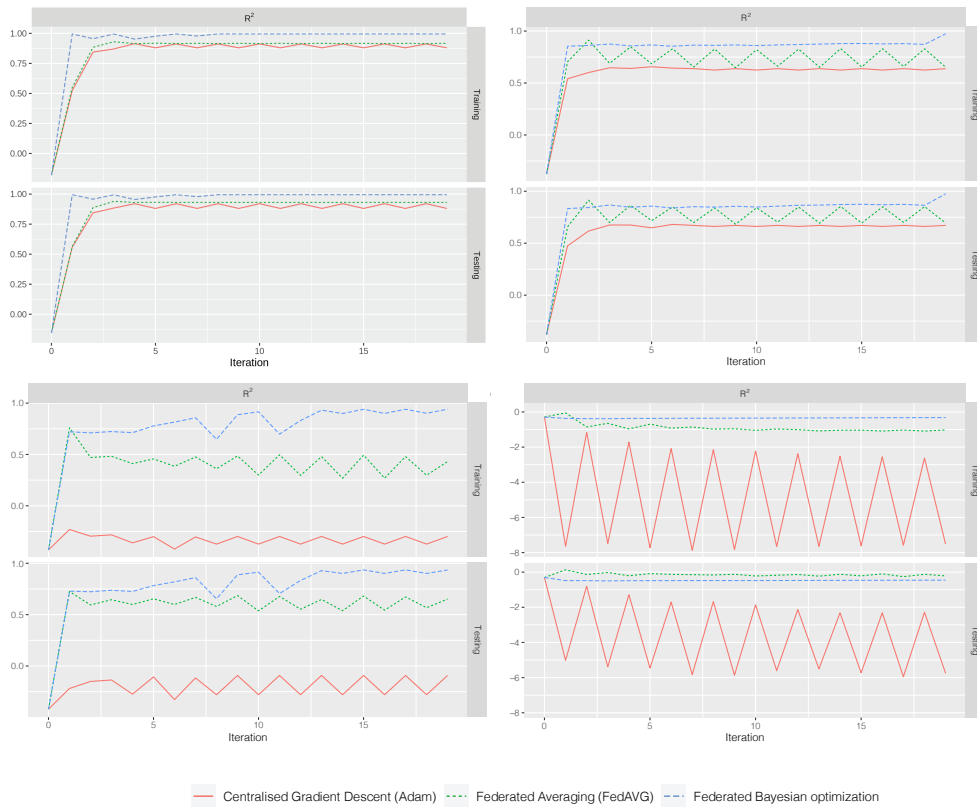 R²
1.00
0.75
0.50
0.25
0.00
Training
1.00
0.75
0.50
0.25
0.00
Testing
0 5 10 15
Iteration
R²
1.0
0.5
0.0
Training
1.0
0.5
0.0
Testing
0 5 10 15
Iteration
R²
1.0
0.5
0.0
Training
1.0
0.5
0.0
Testing
0 5 10 15
Iteration
R²
0
−2
−4
−6
−8
Training
0
−2
−4
−6
−8
Testing
0 5 10 15
Iteration
Centralised Gradient Descent (Adam) Federated Averaging (FedAVG) Federated Bayesian optimization